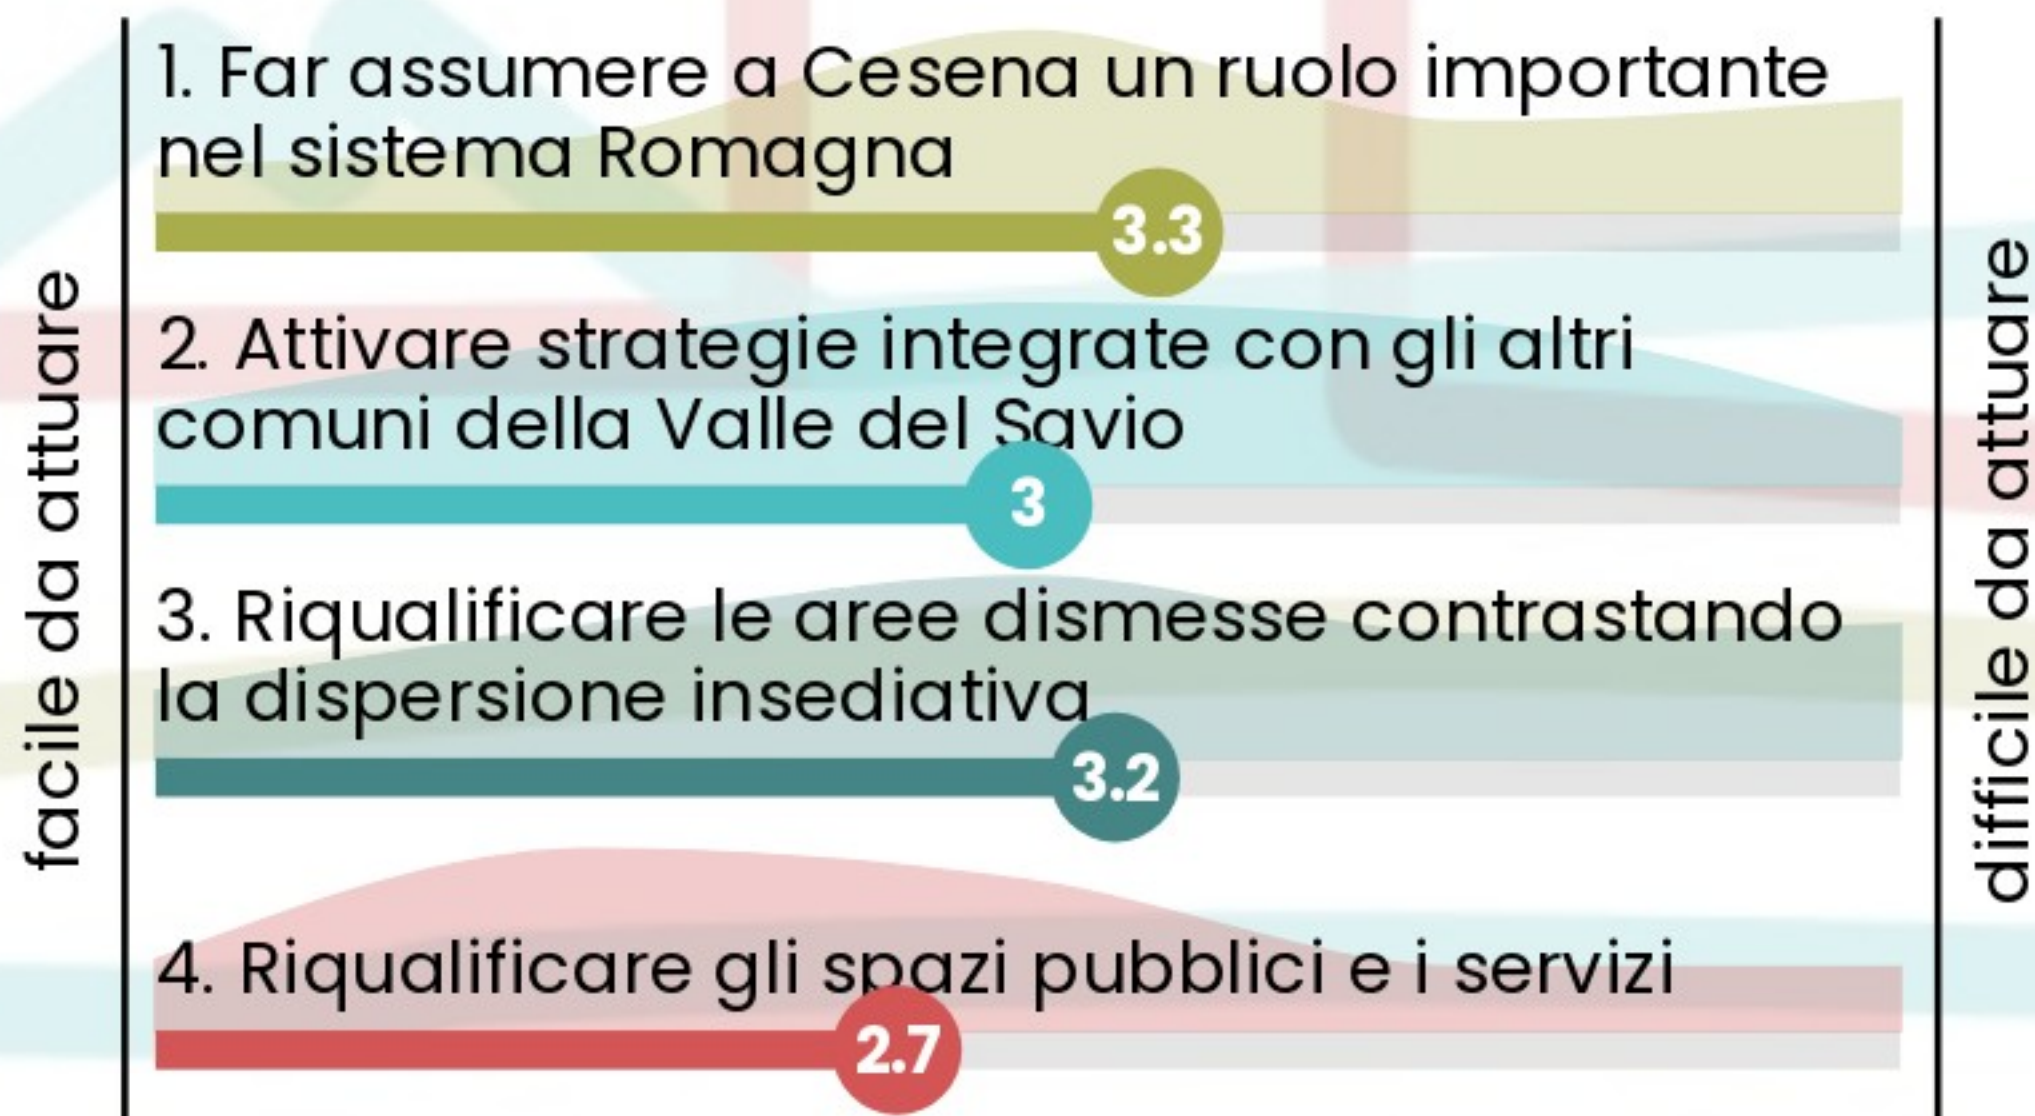 facile da attuare
1. Far assumere a Cesena un ruolo importante
nel sistema Romagna
3.3
2. Attivare strategie integrate con gli altri
comuni della Valle del Savio
3
3. Riqualificare le aree dismesse contrastando
la dispersione insediativa
3.2
4. Riqualificare gli spazi pubblici e i servizi
2.7
difficile da attuare